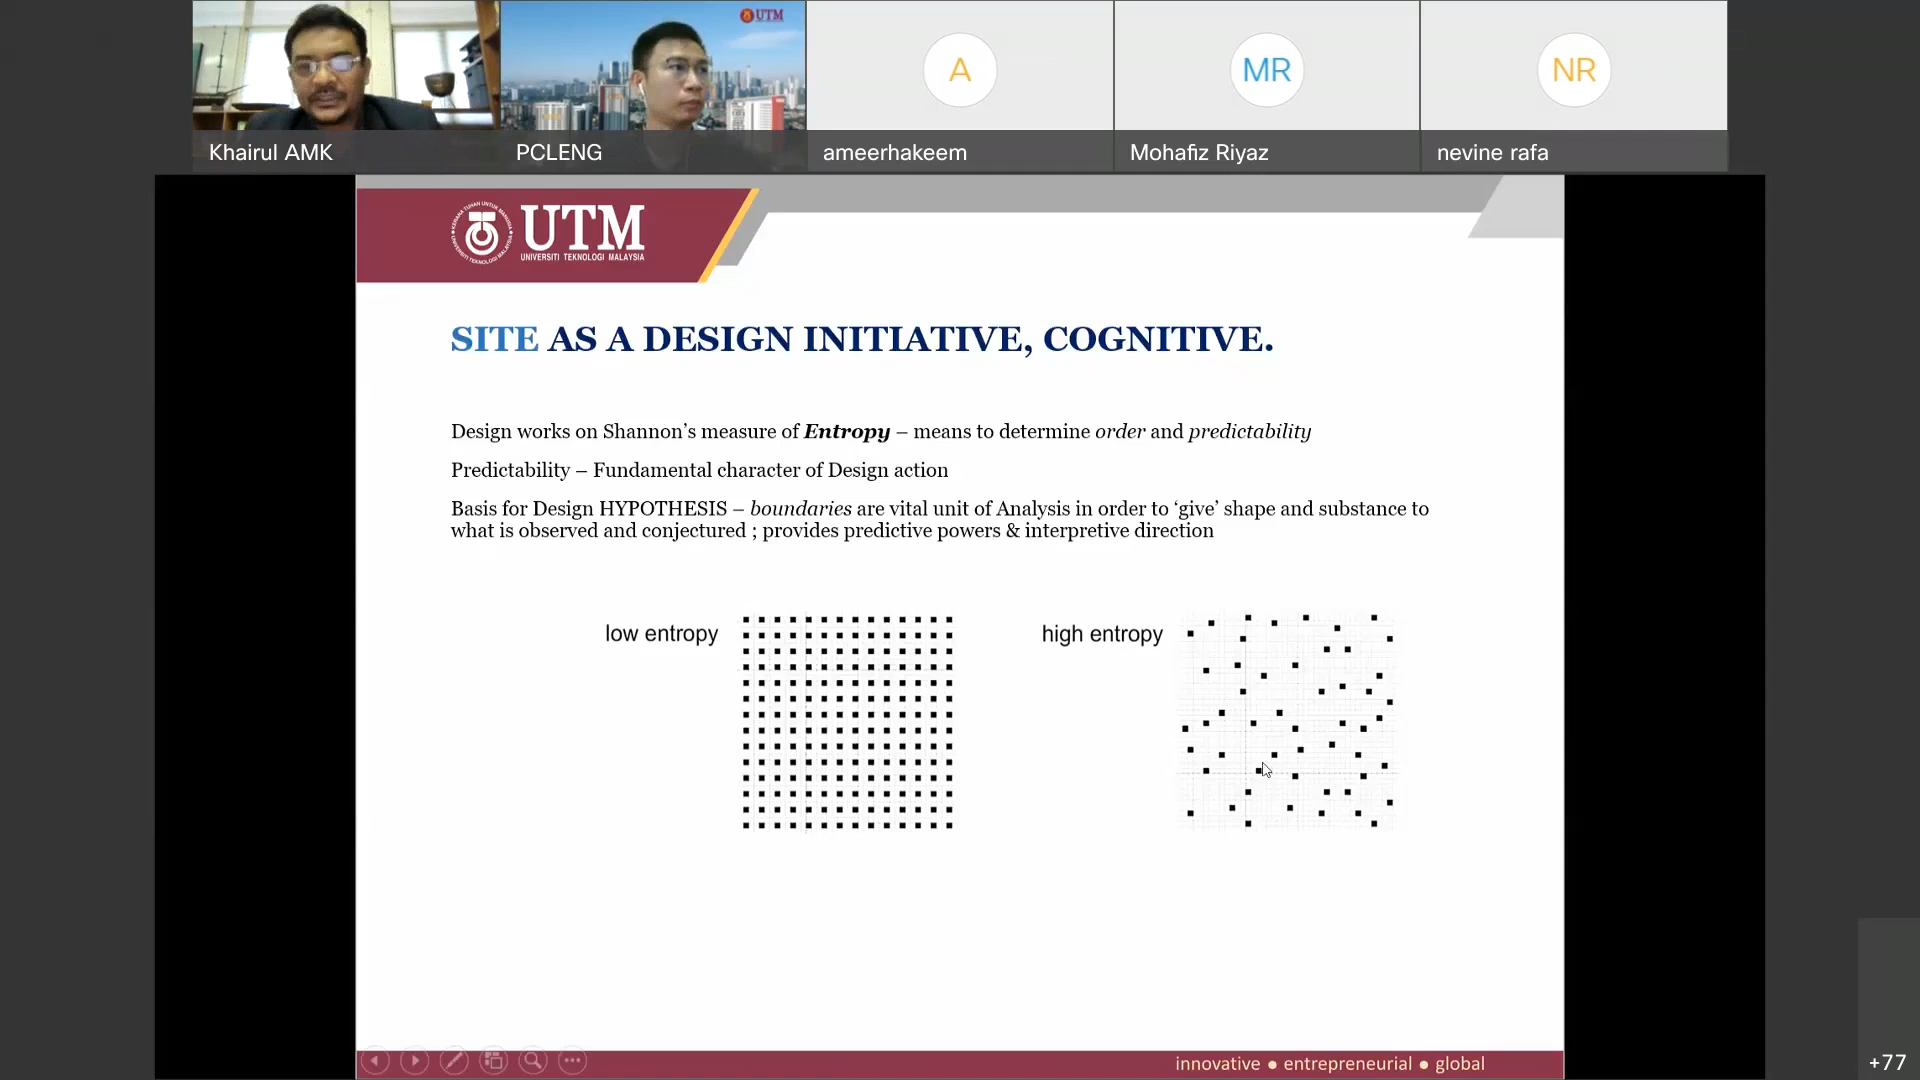 UTM
A
MR
NR
Khairul AMK
PCLENG
ameerhakeem
Mohafiz Riyaz
nevine rafa
UTM
UNIVERSITI TEKNOLOGI MALAYSIA
SITE AS A DESIGN INITIATIVE, COGNITIVE.
Design works on Shannon's measure of Entropy – means to determine order and predictability
Predictability – Fundamental character of Design action
Basis for Design HYPOTHESIS – boundaries are vital unit of Analysis in order to ‘give’ shape and substance to
what is observed and conjectured ; provides predictive powers & interpretive direction
low entropy
high entropy
innovative ● entrepreneurial ● global
+77